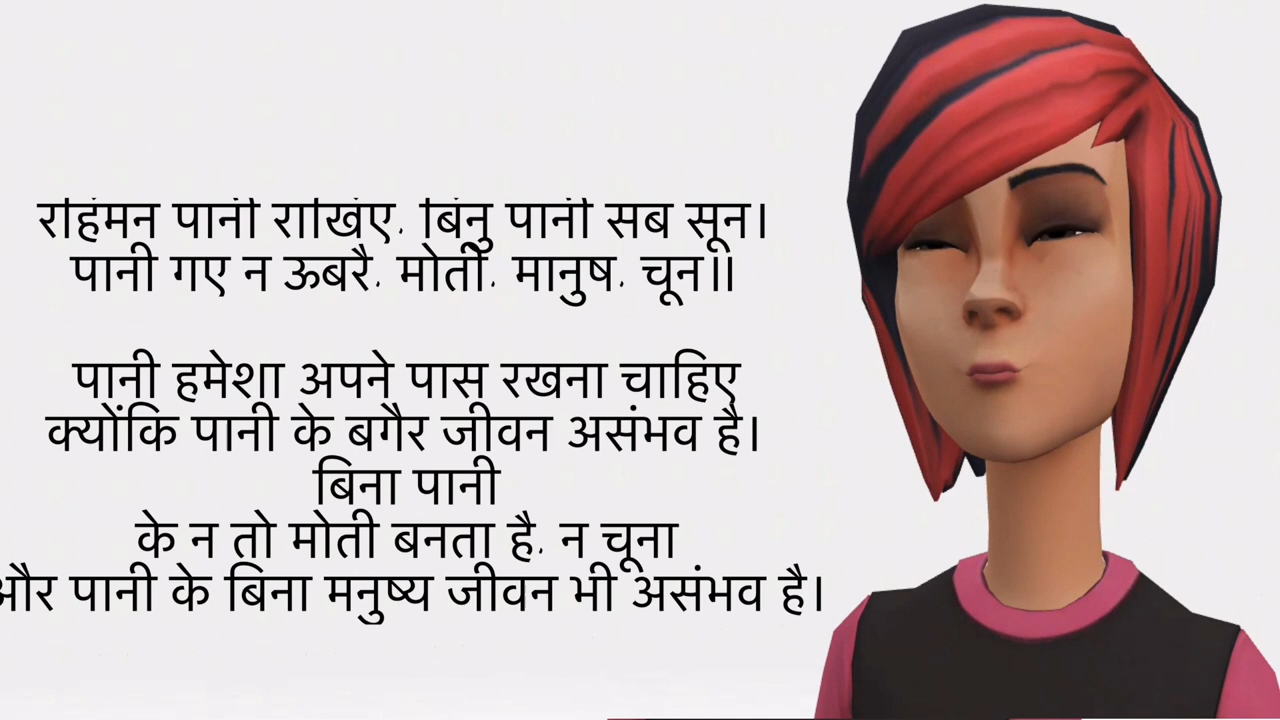 रहिमन पानी राखिए, बिनु पानी सब सून।
पानी गए न ऊबरै, मोती, मानुष, चून॥
पानी हमेशा अपने पास रखना चाहिए
क्योंकि पानी के बगैर जीवन असंभव है।
बिना पानी
के न तो मोती बनता है, न चूना
और पानी के बिना मनुष्य जीवन भी असंभव है।